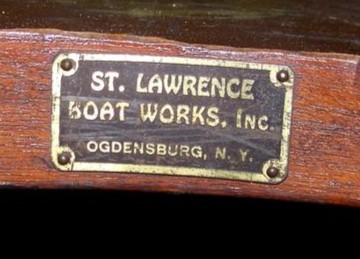 ST. LAWRENCE
BOAT WORKS, INC.
OGDENSBURG, N. Y.